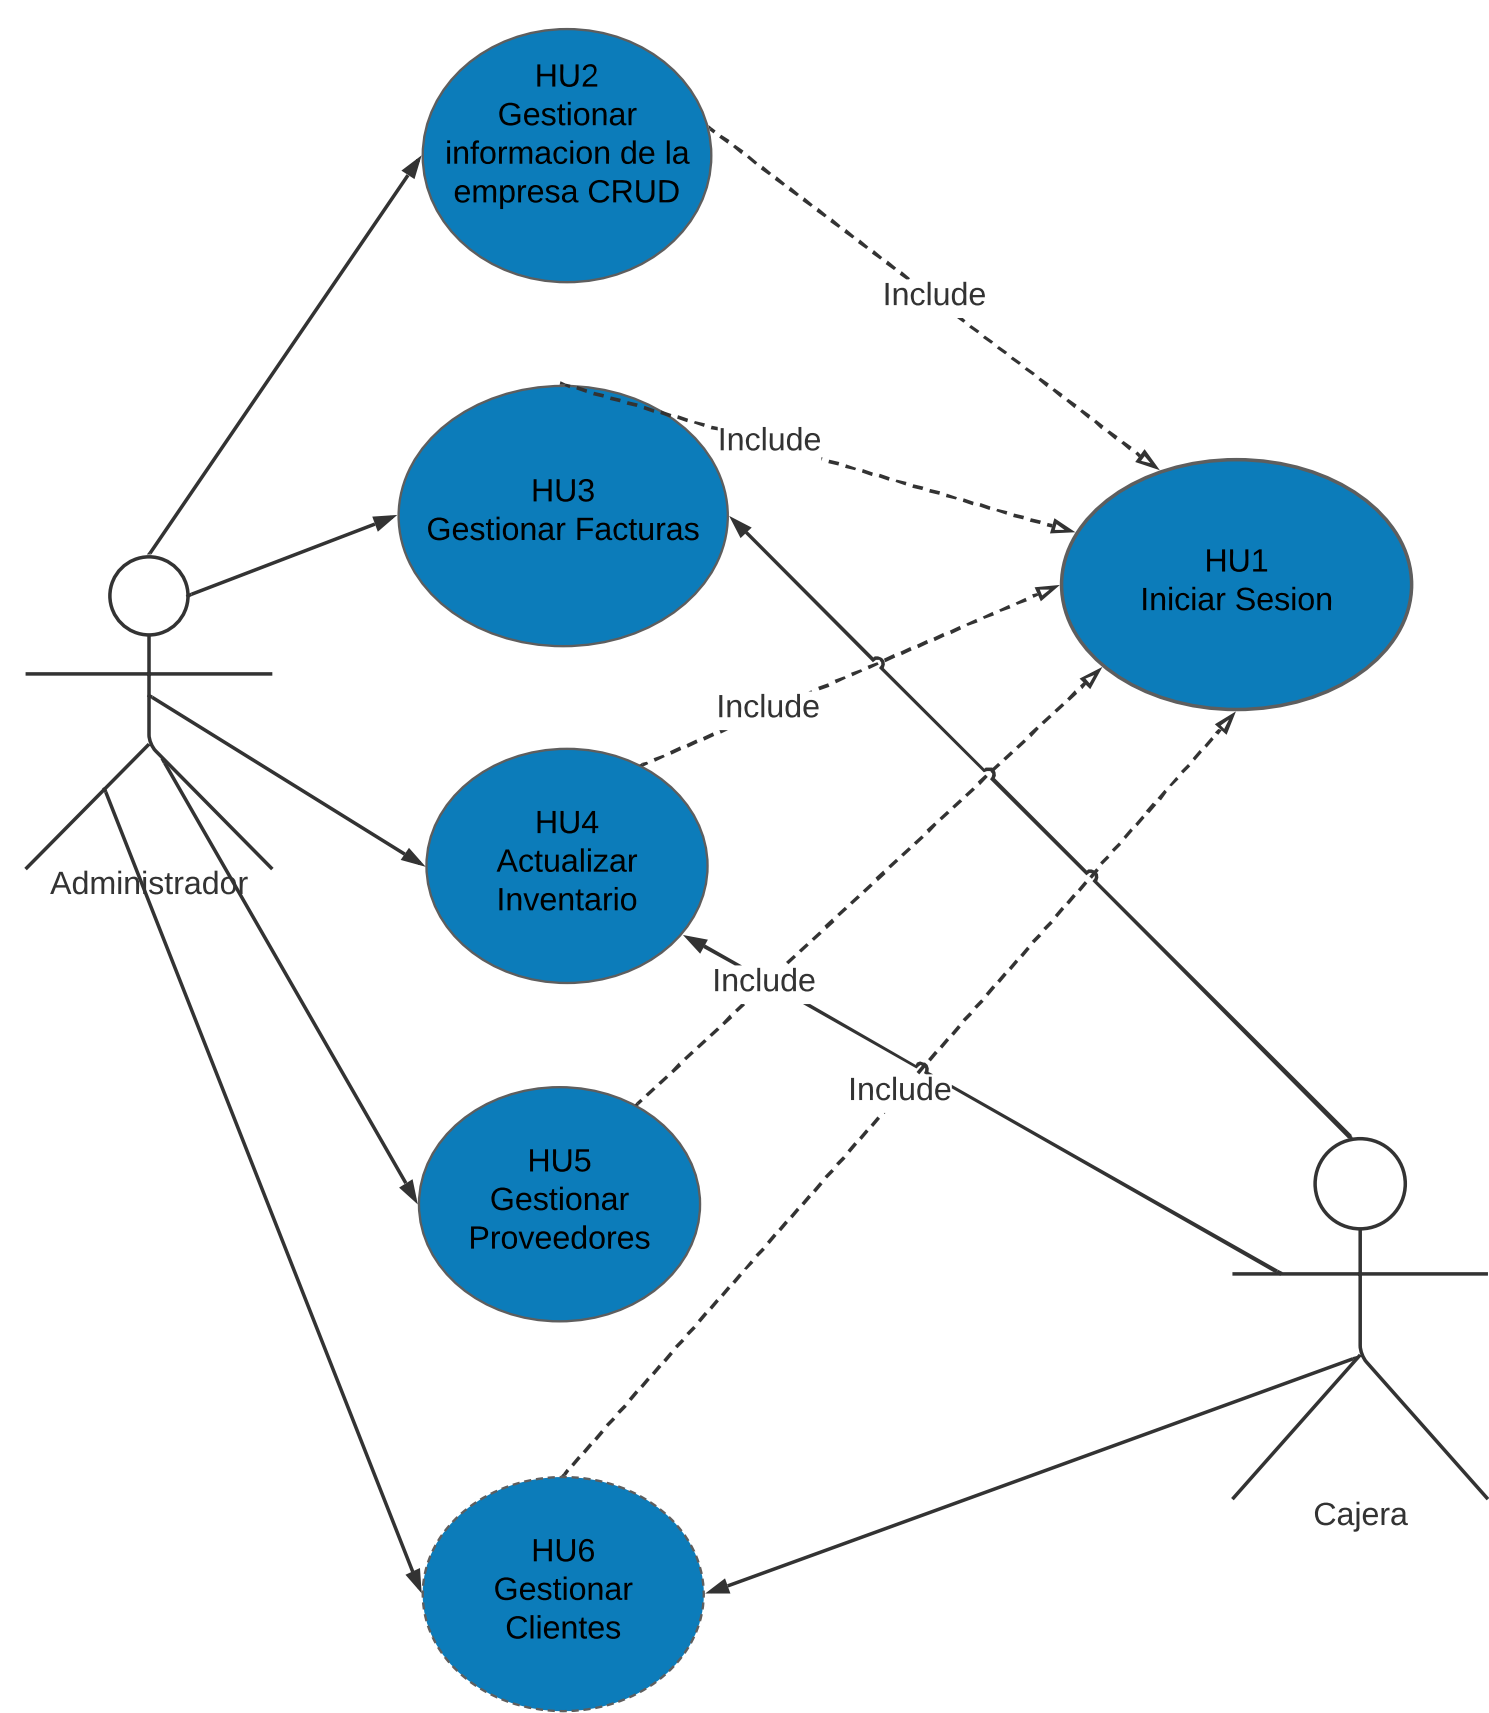 HU2
Gestionar
informacion de la
empresa CRUD
Include
HU3
Gestionar Facturas
Include
HU1
Iniciar Sesion
Include
HU4
Actualizar
Inventario
Administrador
Include
Include
HU5
Gestionar
Proveedores
Cajera
HU6
Gestionar
Clientes